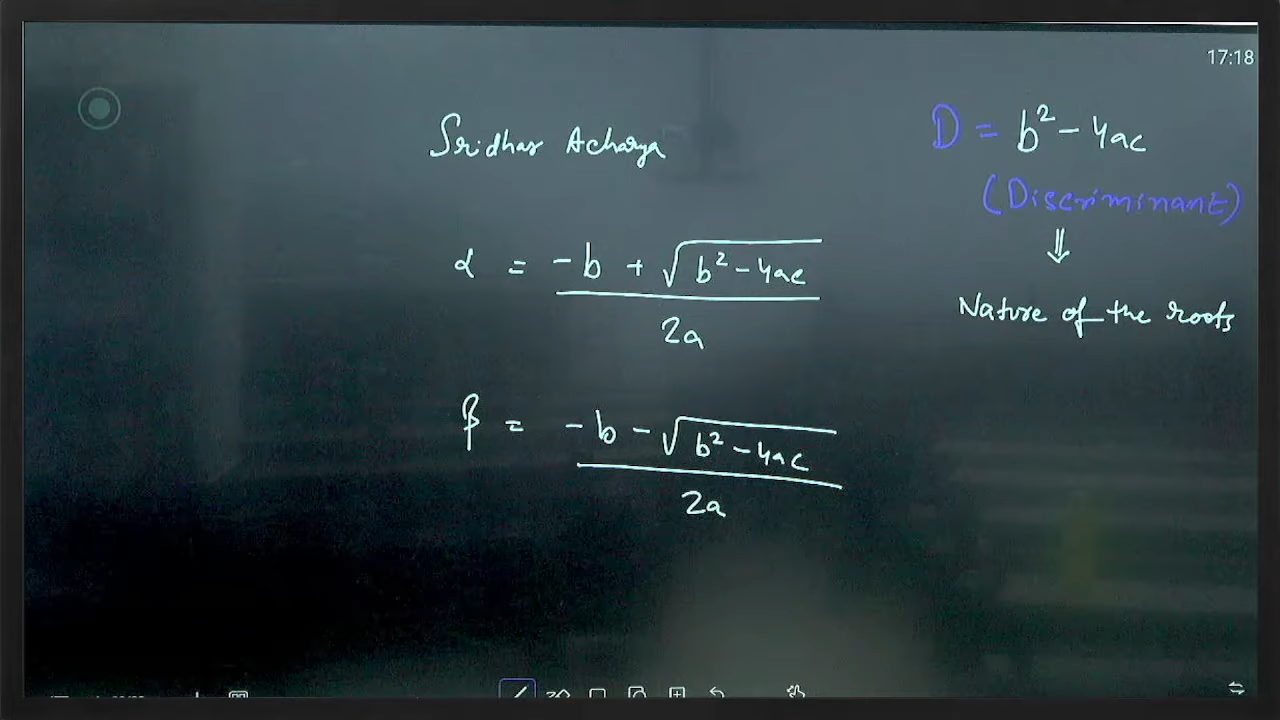 17:18
Sridhar Acharya
D = b² - 4ac
(Discriminant)
⇓
Nature of the roots
α = -b + √b² - 4ac
2a
β = -b - √b² - 4ac
2a